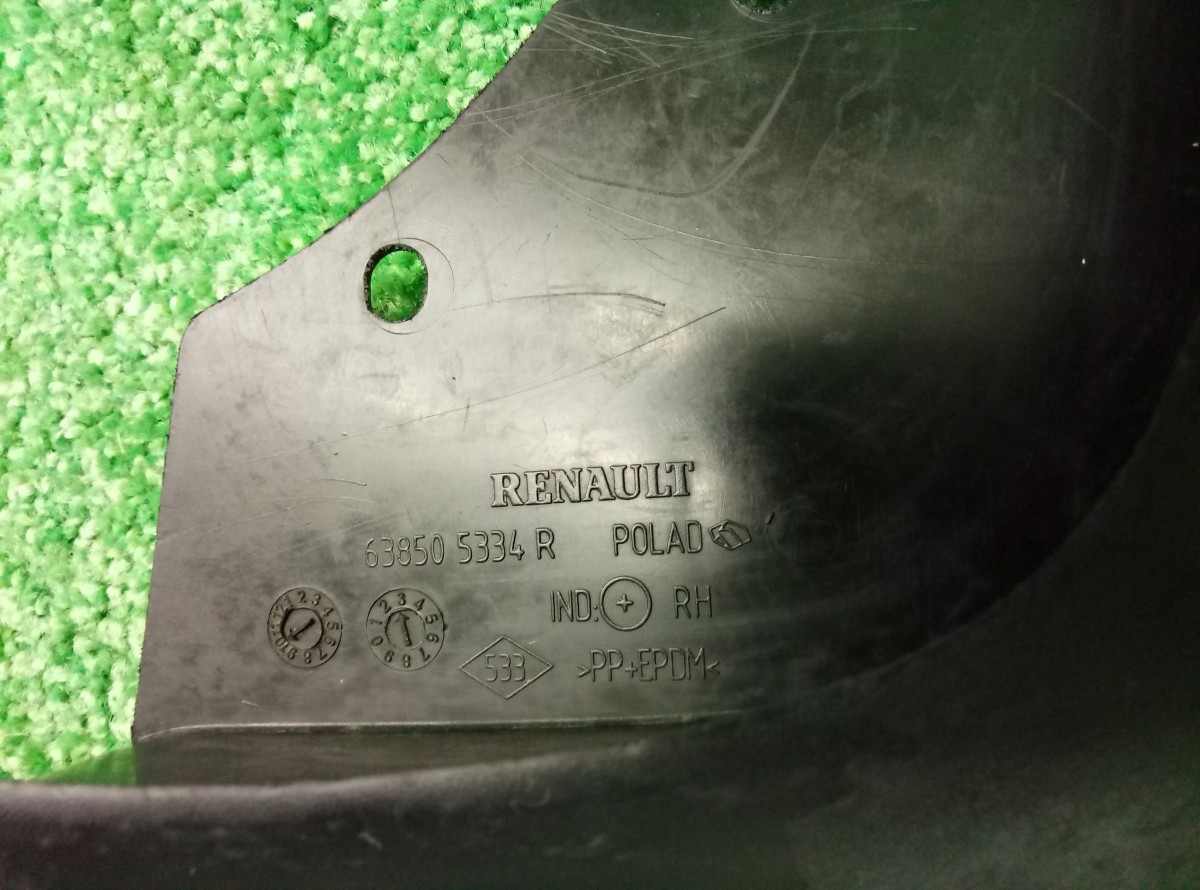 RENAULT
63850 5334 R POLAD
IND: RH
533 >PP+EPDM<